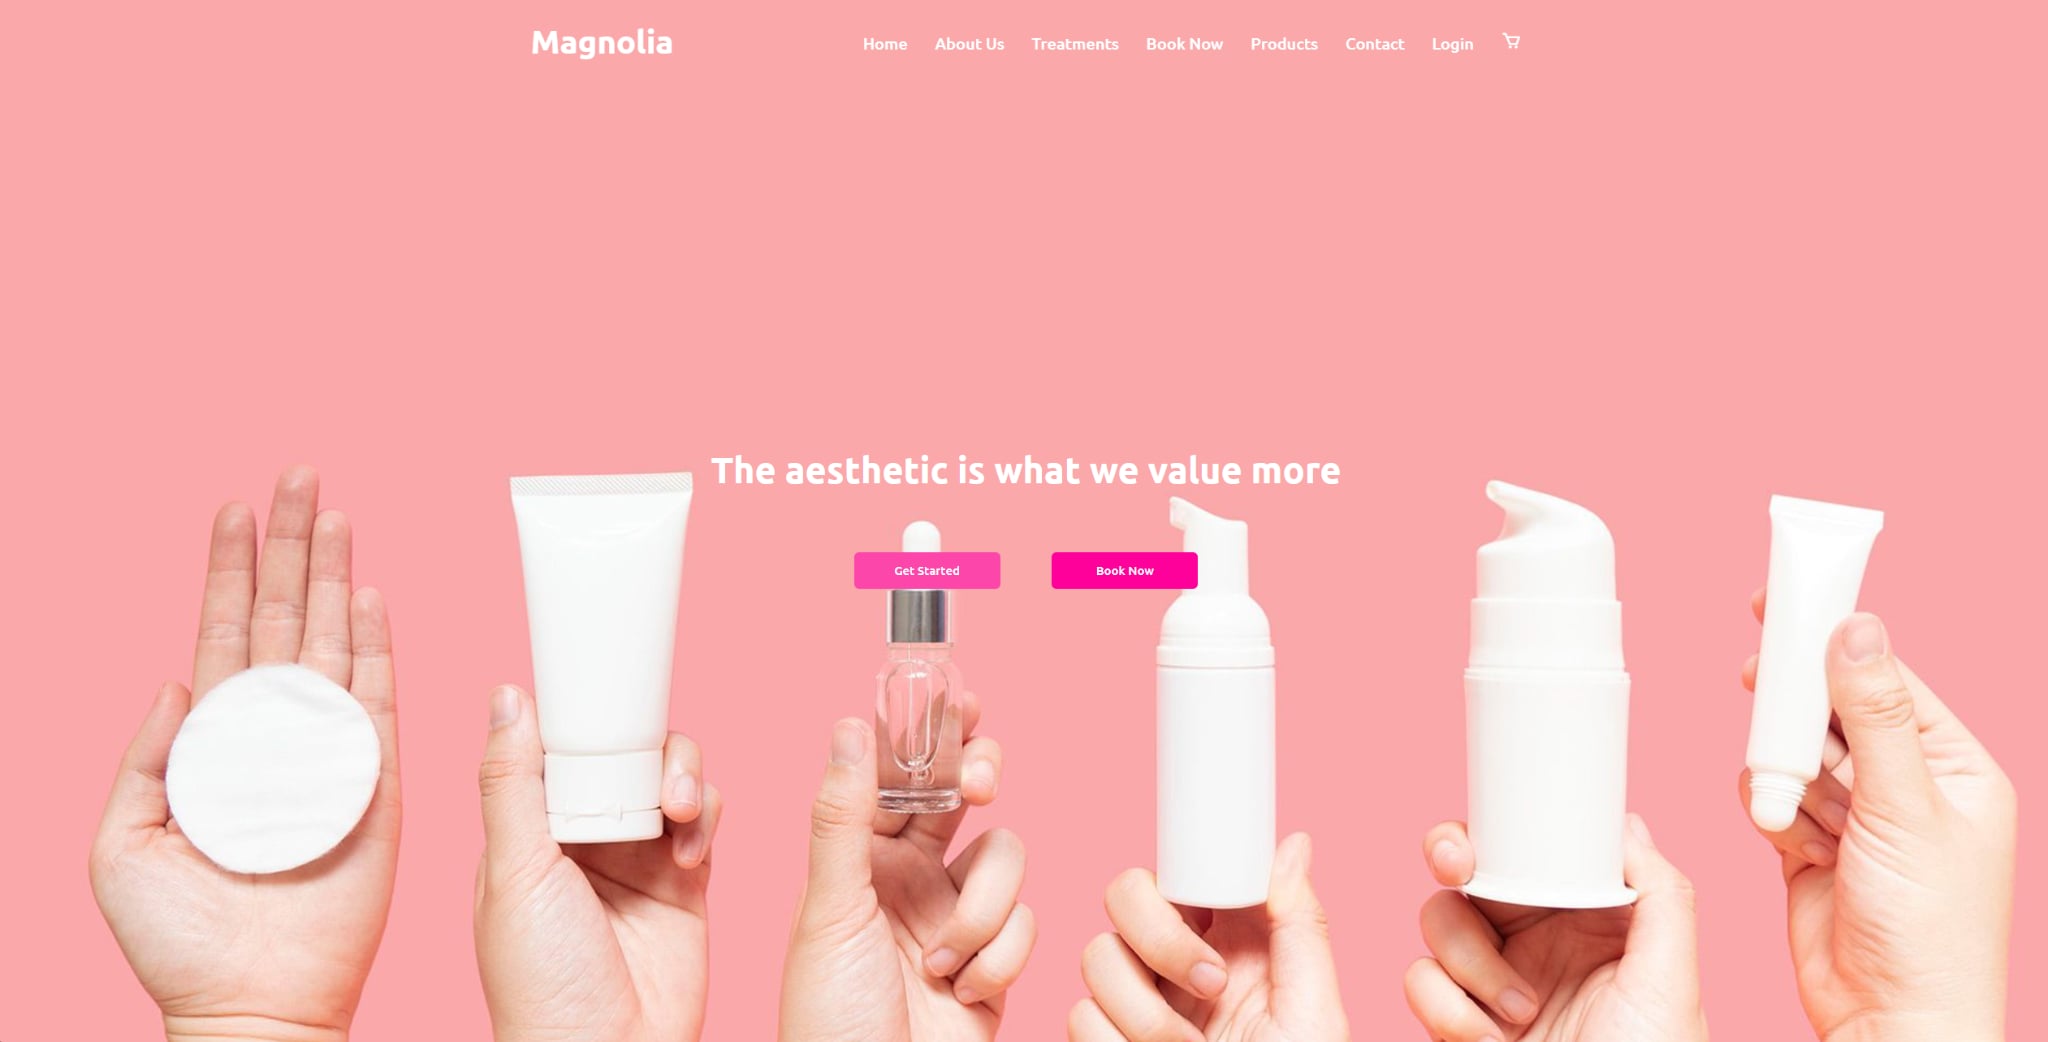 Magnolia
Home About Us Treatments Book Now Products Contact Login
The aesthetic is what we value more
Get Started
Book Now